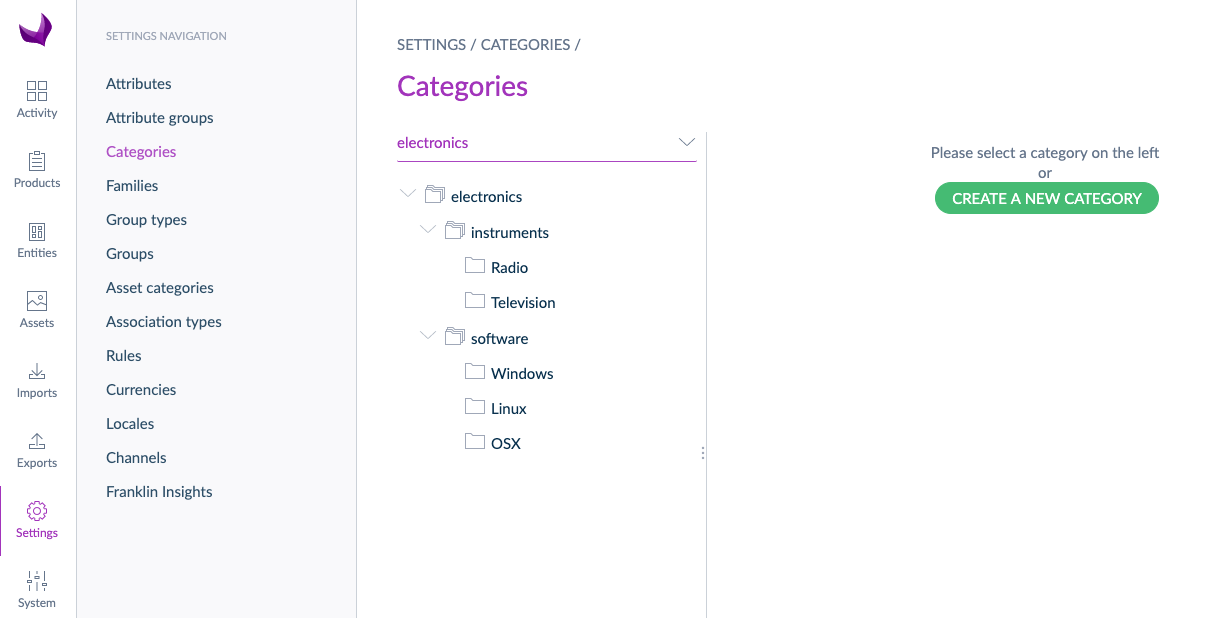 Activity
Products
Entities
Assets
Imports
Exports
Settings
System
SETTINGS NAVIGATION
Attributes
Attribute groups
Categories
Families
Group types
Groups
Asset categories
Association types
Rules
Currencies
Locales
Channels
Franklin Insights
SETTINGS / CATEGORIES /
Categories
electronics
electronics
instruments
Radio
Television
software
Windows
Linux
OSX
Please select a category on the left
or
CREATE A NEW CATEGORY